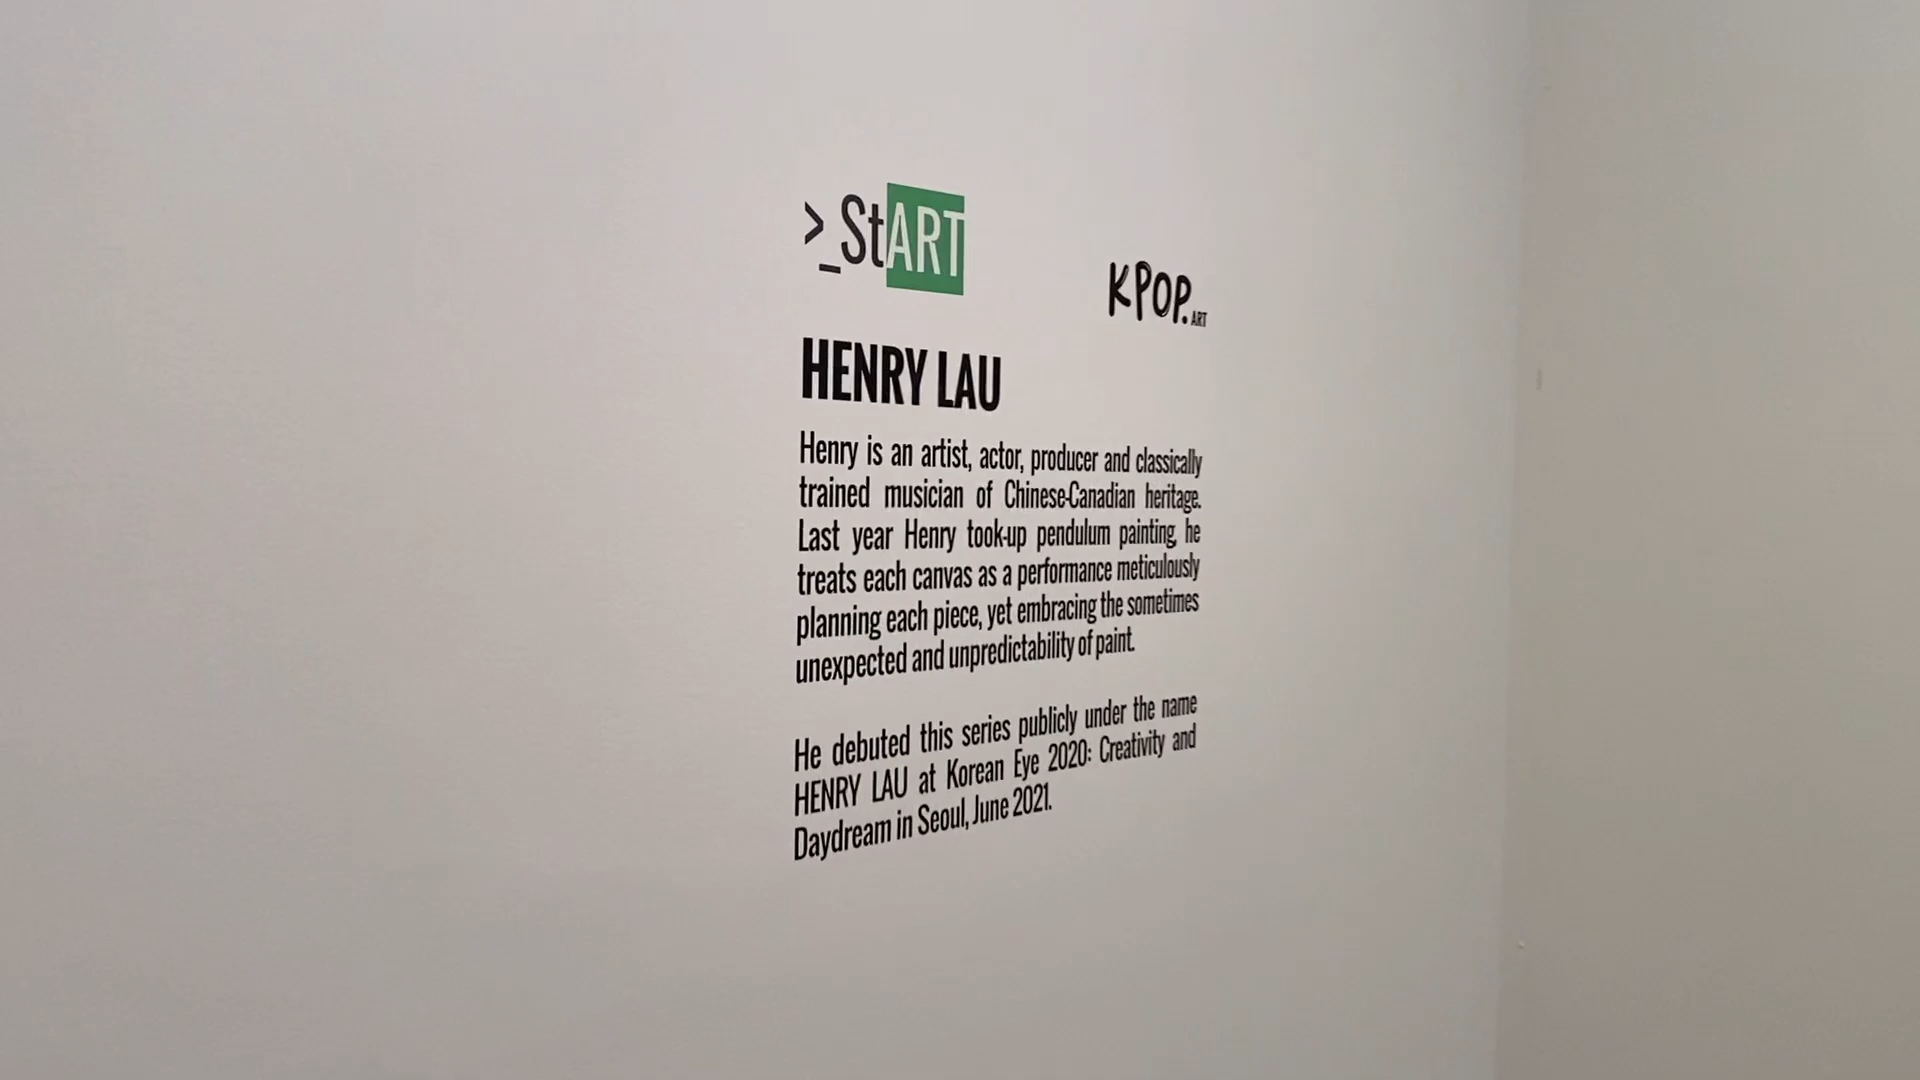 >_StART
KPOP.ART
HENRY LAU
Henry is an artist, actor, producer and classically
trained musician of Chinese-Canadian heritage.
Last year Henry took-up pendulum painting, he
treats each canvas as a performance meticulously
planning each piece, yet embracing the sometimes
unexpected and unpredictability of paint.
He debuted this series publicly under the name
HENRY LAU at Korean Eye 2020: Creativity and
Daydream in Seoul, June 2021.